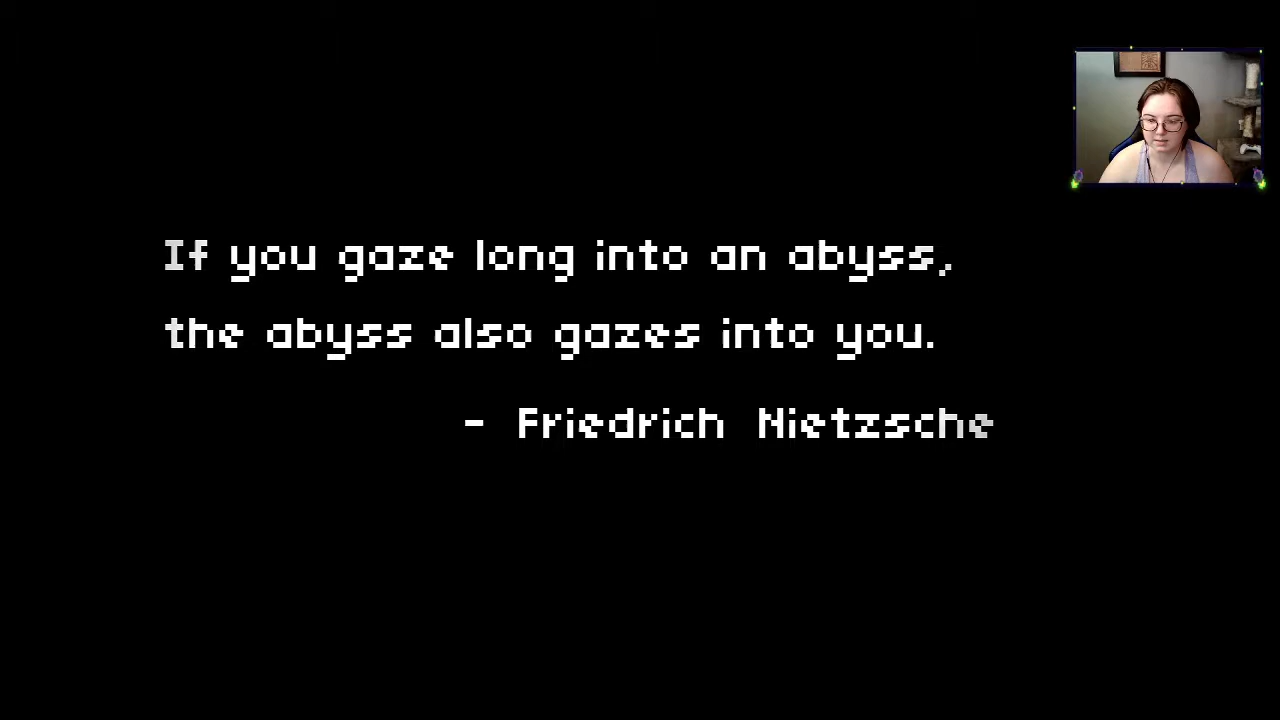 If you gaze long into an abyss,
the abyss also gazes into you.
- Friedrich Nietzsche